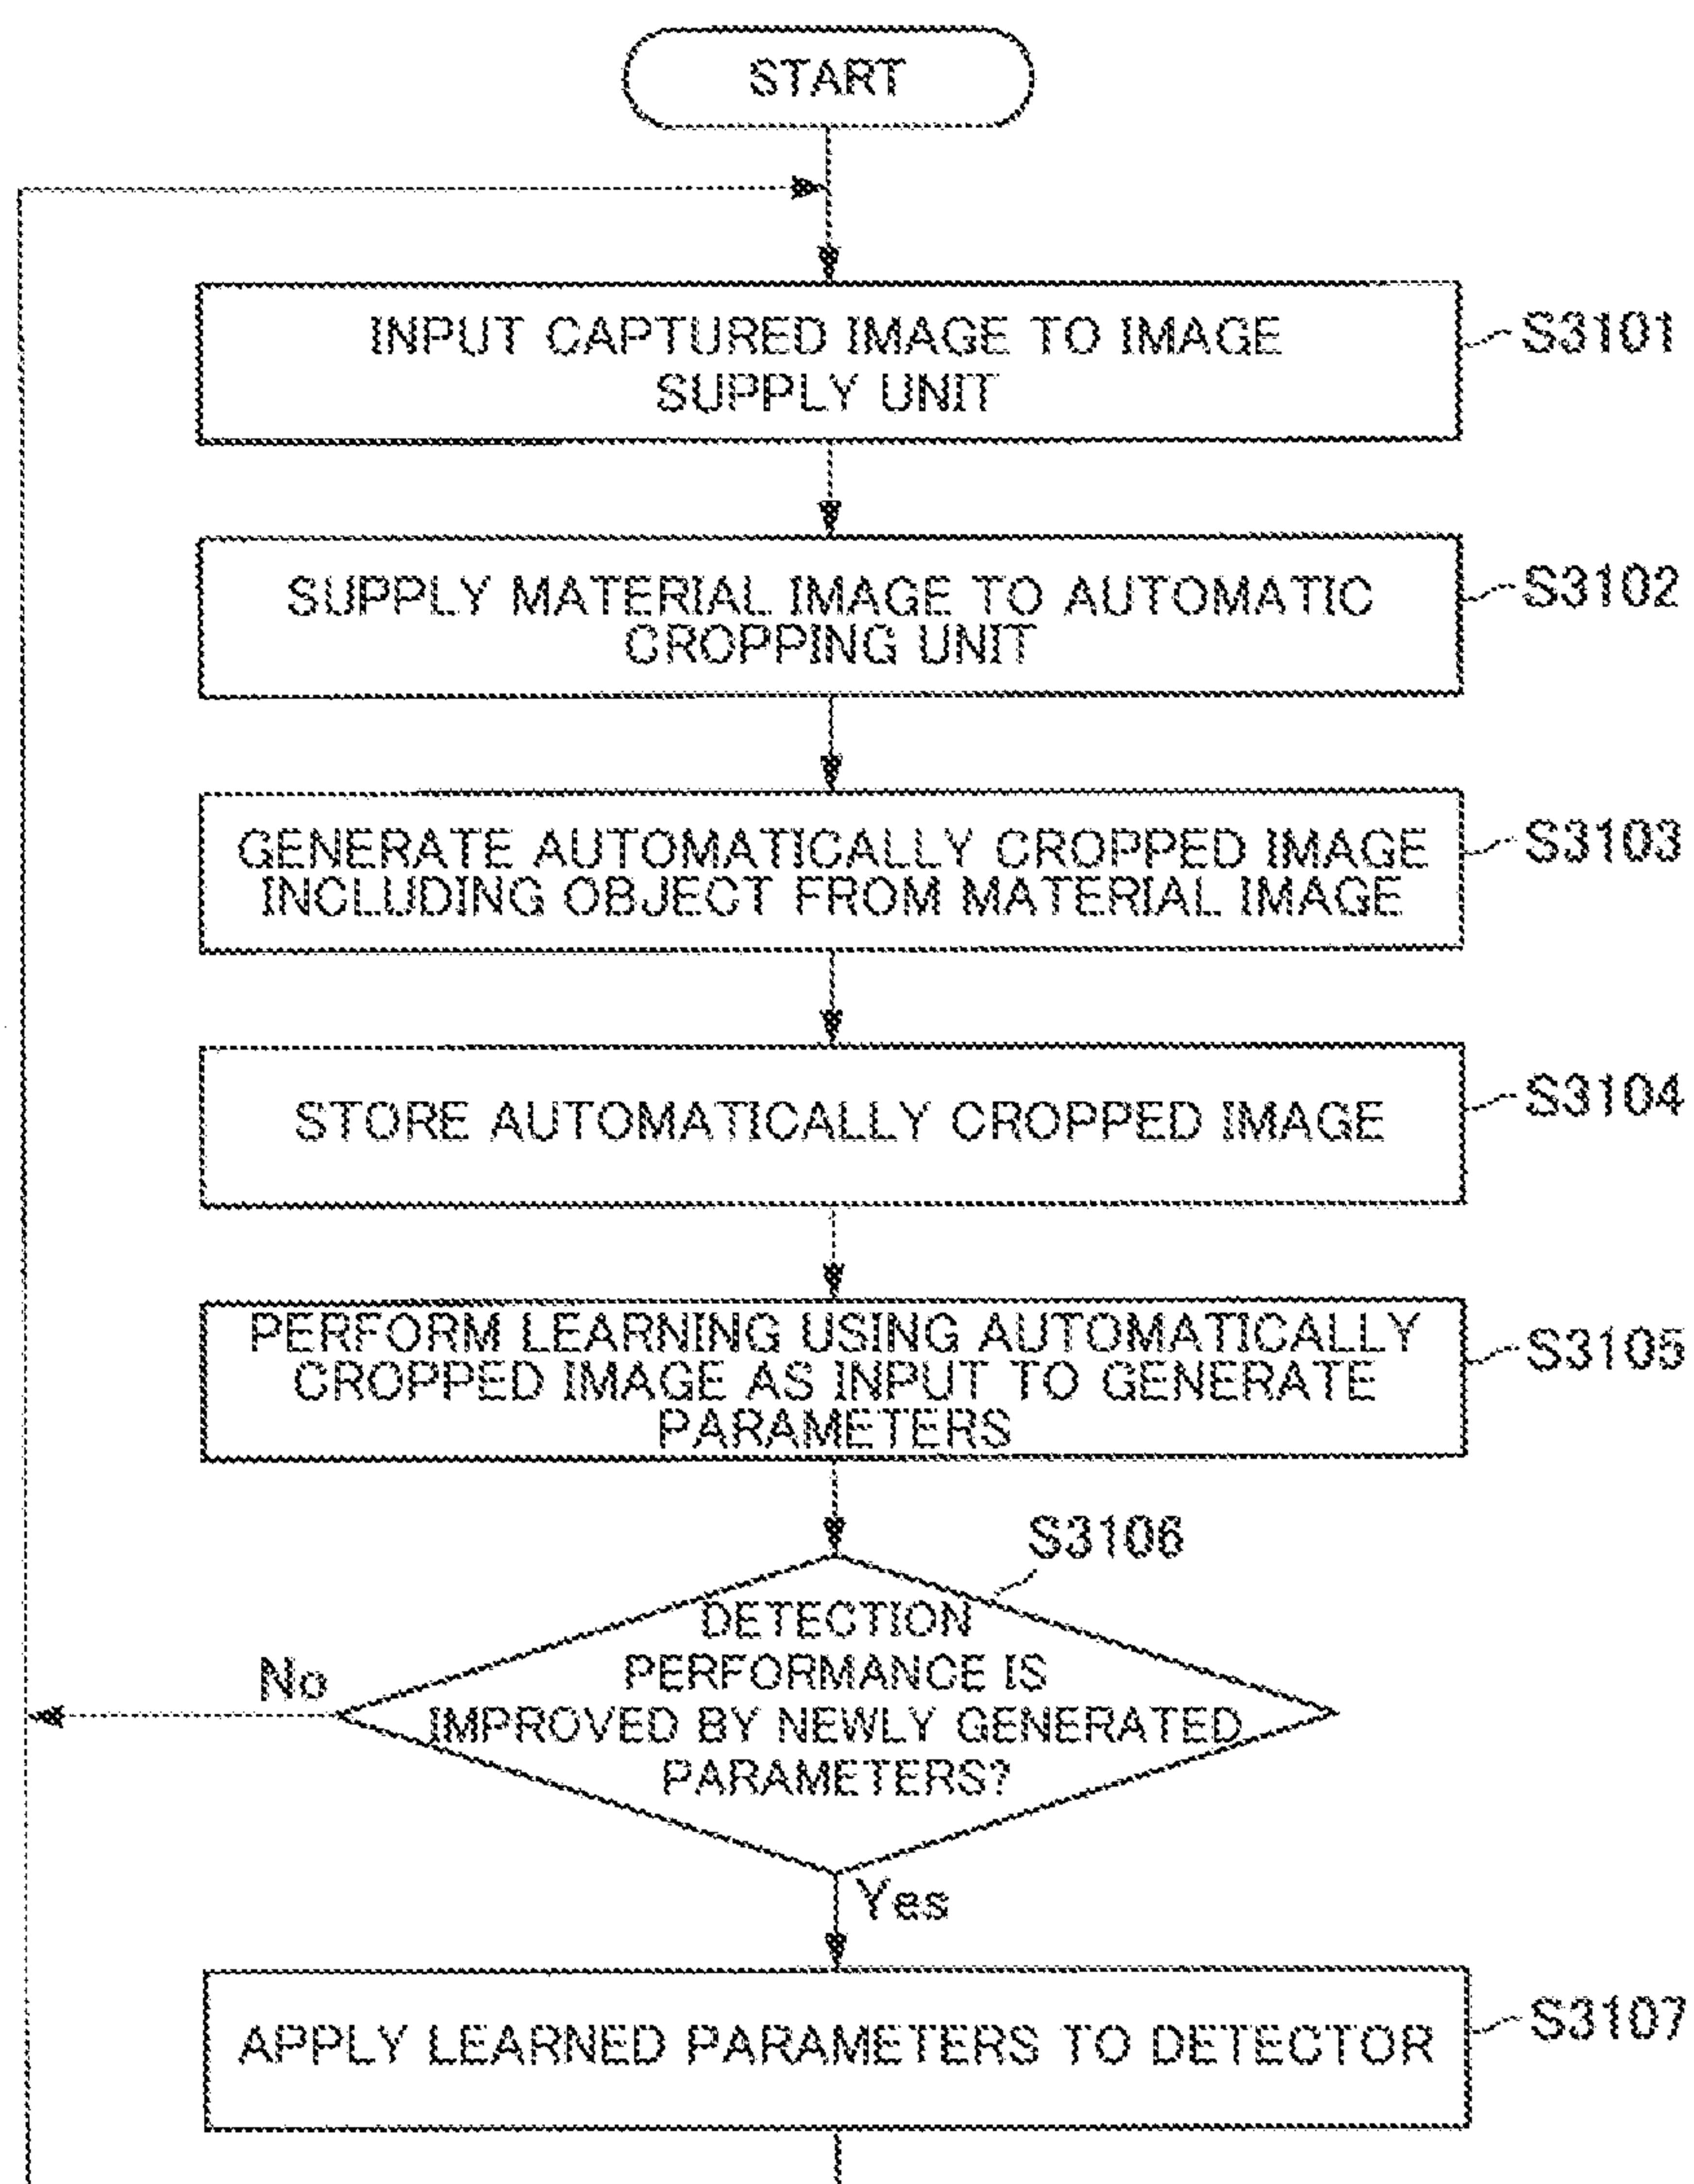 START
INPUT CAPTURED IMAGE TO IMAGE
SUPPLY UNIT
S3101
SUPPLY MATERIAL IMAGE TO AUTOMATIC
CROPPING UNIT
S3102
GENERATE AUTOMATICALLY CROPPED IMAGE
INCLUDING OBJECT FROM MATERIAL IMAGE
S3103
STORE AUTOMATICALLY CROPPED IMAGE
S3104
PERFORM LEARNING USING AUTOMATICALLY
CROPPED IMAGE AS INPUT TO GENERATE
PARAMETERS
S3105
S3106
DETECTION
PERFORMANCE IS
IMPROVED BY NEWLY GENERATED
PARAMETERS?
No
Yes
APPLY LEARNED PARAMETERS TO DETECTOR
S3107